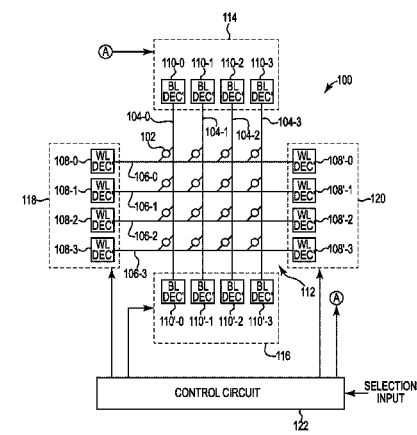 114
A
110-0 110-1 110-2 110-3
100
BL DEC' BL DEC' BL DEC' BL DEC'
104-0 104-1 104-2 104-3
102
108-0 WL DEC' 106-0 WL DEC' 108'-0
108-1 WL DEC' 106-1 WL DEC' 108'-1
118 120
108-2 WL DEC' 106-2 WL DEC' 108'-2
108-3 WL DEC' 106-3 WL DEC' 108'-3
112
BL DEC' BL DEC' BL DEC' BL DEC'
110'-0 110'-1 110'-2 110'-3
A
116
CONTROL CIRCUIT
SELECTION INPUT
122